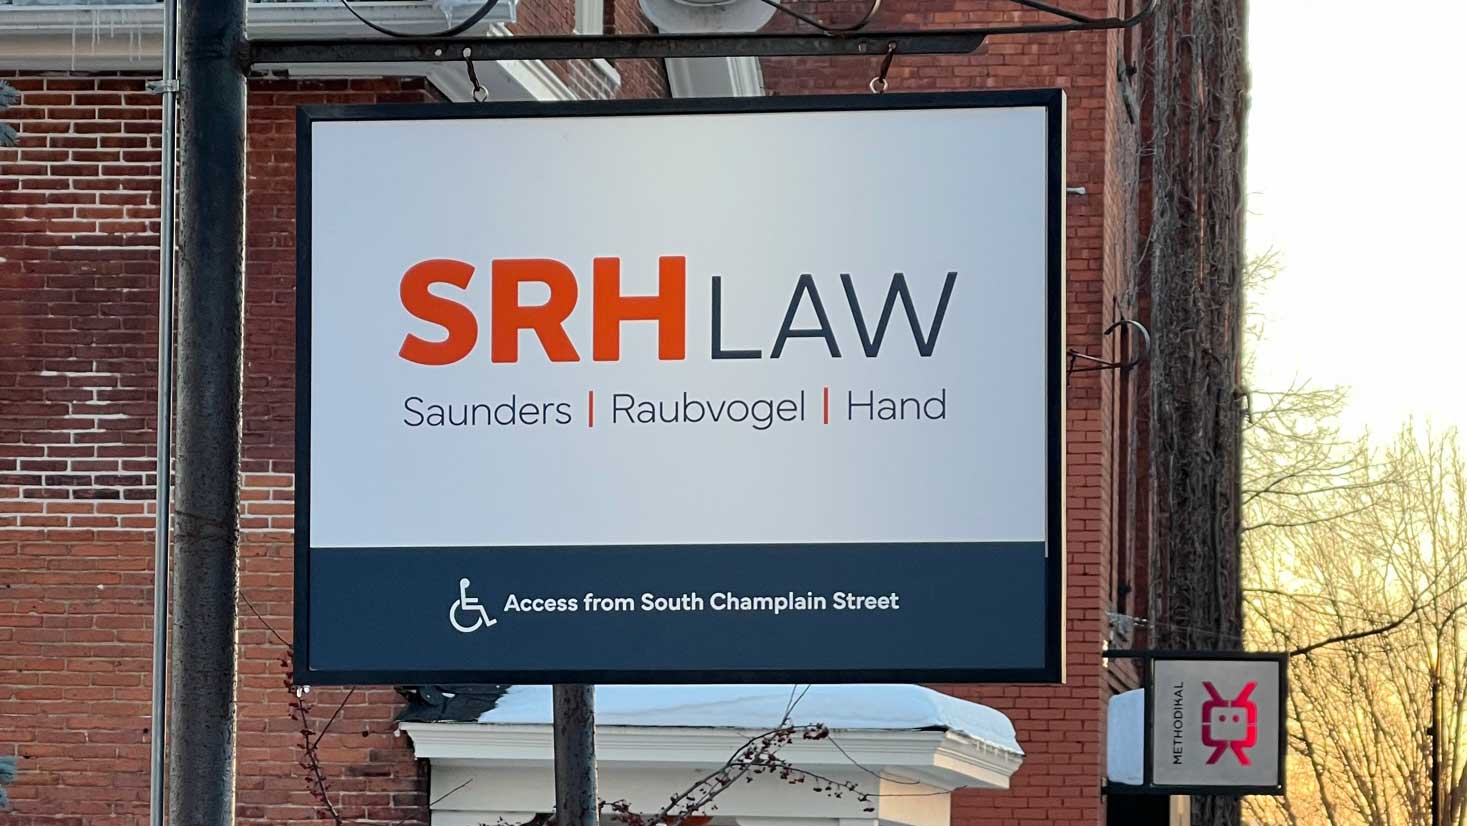 SRH LAW
Saunders | Raubvogel | Hand
Access from South Champlain Street
METHODIKAL